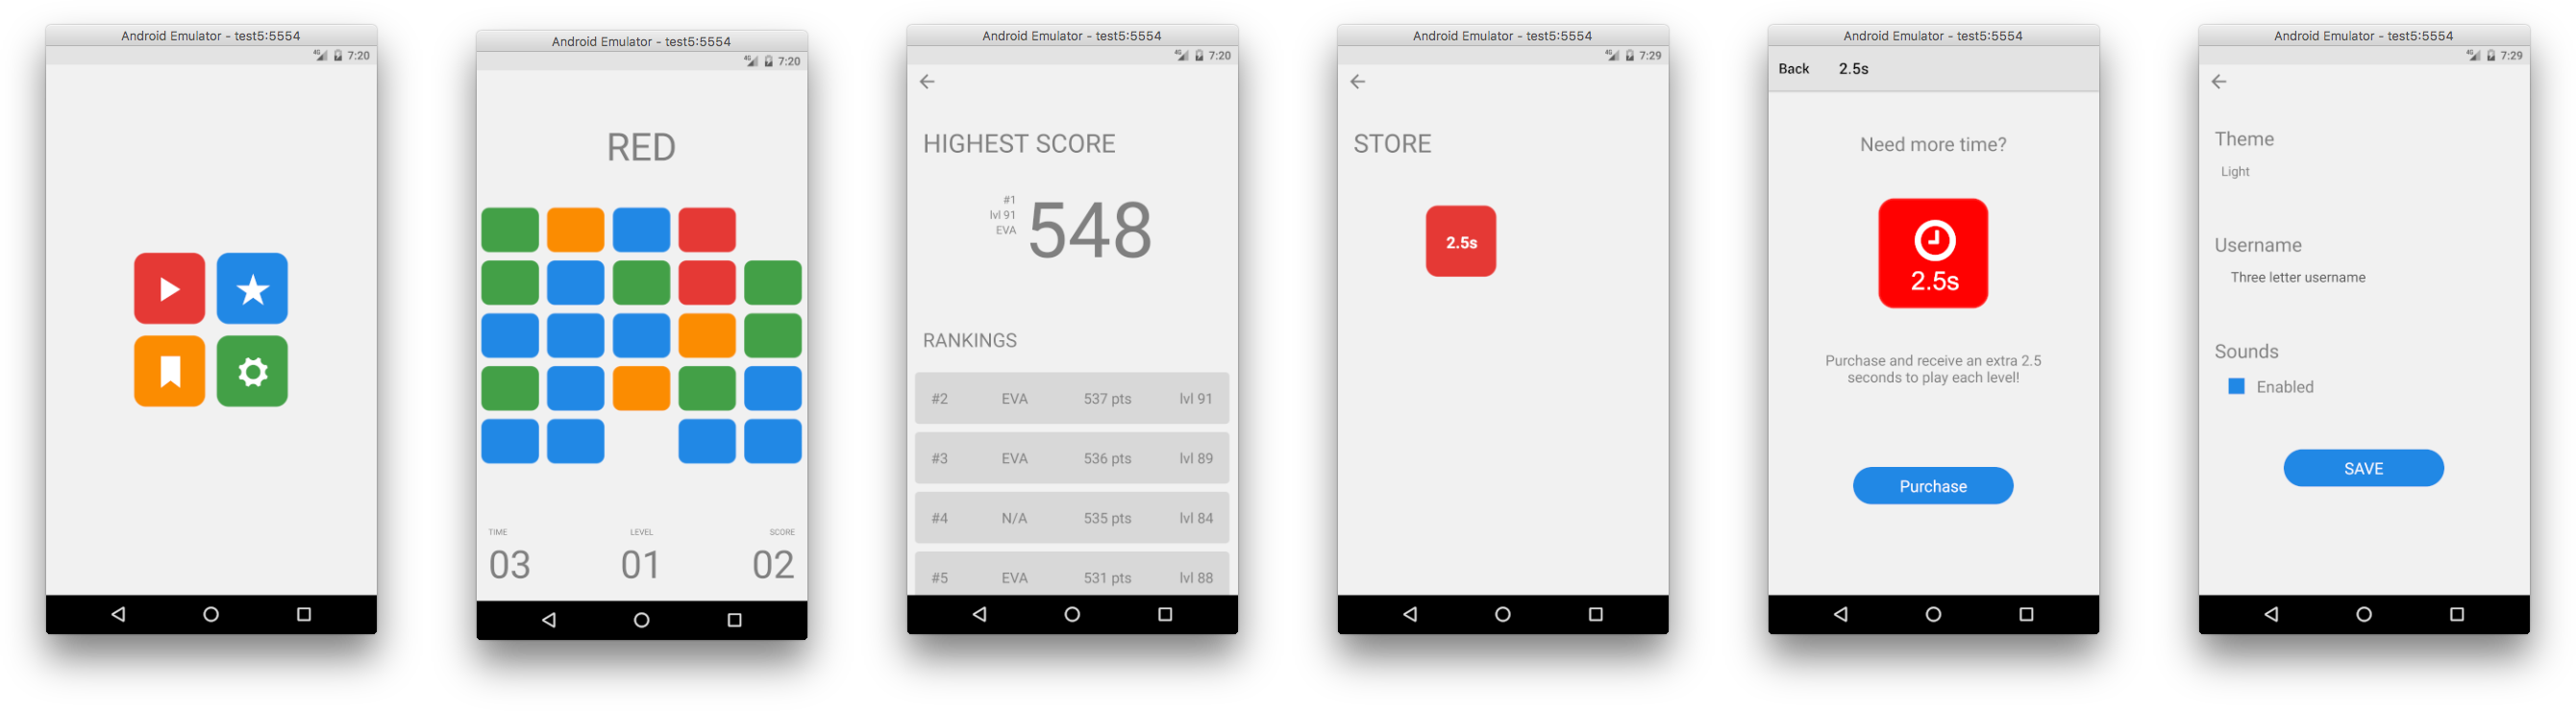 Android Emulator - test5:5554
4G 7:20
Android Emulator - test5:5554
4G 7:20
RED
TIME LEVEL SCORE
03 01 02
Android Emulator - test5:5554
4G 7:20
HIGHEST SCORE
#1
lvl 91
EVA
548
RANKINGS
#2 EVA 537 pts lvl 91
#3 EVA 536 pts lvl 89
#4 N/A 535 pts lvl 84
#5 EVA 531 pts lvl 88
Android Emulator - test5:5554
4G 7:29
STORE
2.5s
Android Emulator - test5:5554
Back 2.5s
Need more time?
2.5s
Purchase and receive an extra 2.5
seconds to play each level!
Purchase
Android Emulator - test5:5554
4G 7:29
Theme
Light
Username
Three letter username
Sounds
Enabled
SAVE